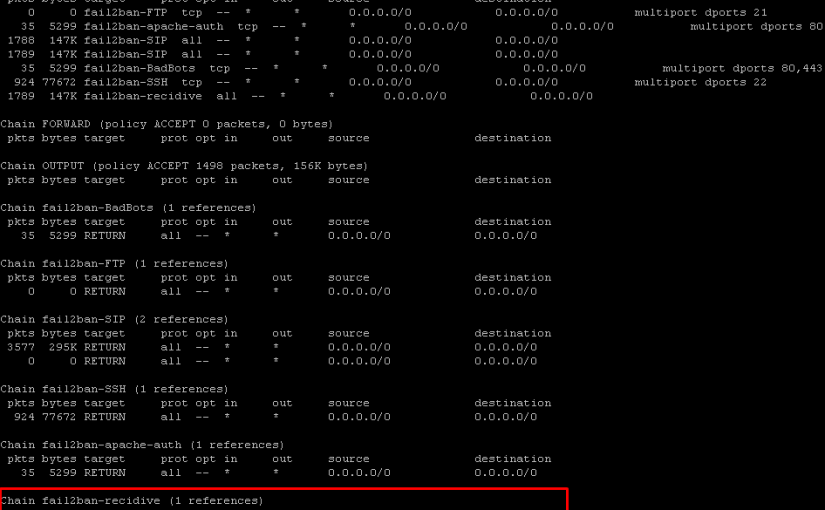 pkts bytes target prot opt in out source destination
0 0 fail2ban-FTP tcp -- * * 0.0.0.0/0 0.0.0.0/0 multiport dports 21
35 5299 fail2ban-apache-auth tcp -- * * 0.0.0.0/0 0.0.0.0/0 multiport dports 80
1788 147K fail2ban-SIP all -- * * 0.0.0.0/0 0.0.0.0/0
1789 147K fail2ban-SIP all -- * * 0.0.0.0/0 0.0.0.0/0
35 5299 fail2ban-BadBots tcp -- * * 0.0.0.0/0 0.0.0.0/0 multiport dports 80,443
924 77672 fail2ban-SSH tcp -- * * 0.0.0.0/0 0.0.0.0/0 multiport dports 22
1789 147K fail2ban-recidive all -- * * 0.0.0.0/0 0.0.0.0/0
Chain FORWARD (policy ACCEPT 0 packets, 0 bytes)
pkts bytes target prot opt in out source destination
Chain OUTPUT (policy ACCEPT 1498 packets, 156K bytes)
pkts bytes target prot opt in out source destination
Chain fail2ban-BadBots (1 references)
pkts bytes target prot opt in out source destination
35 5299 RETURN all -- * * 0.0.0.0/0 0.0.0.0/0
Chain fail2ban-FTP (1 references)
pkts bytes target prot opt in out source destination
0 0 RETURN all -- * * 0.0.0.0/0 0.0.0.0/0
Chain fail2ban-SIP (2 references)
pkts bytes target prot opt in out source destination
3577 295K RETURN all -- * * 0.0.0.0/0 0.0.0.0/0
0 0 RETURN all -- * * 0.0.0.0/0 0.0.0.0/0
Chain fail2ban-SSH (1 references)
pkts bytes target prot opt in out source destination
924 77672 RETURN all -- * * 0.0.0.0/0 0.0.0.0/0
Chain fail2ban-apache-auth (1 references)
pkts bytes target prot opt in out source destination
35 5299 RETURN all -- * * 0.0.0.0/0 0.0.0.0/0
Chain fail2ban-recidive (1 references)